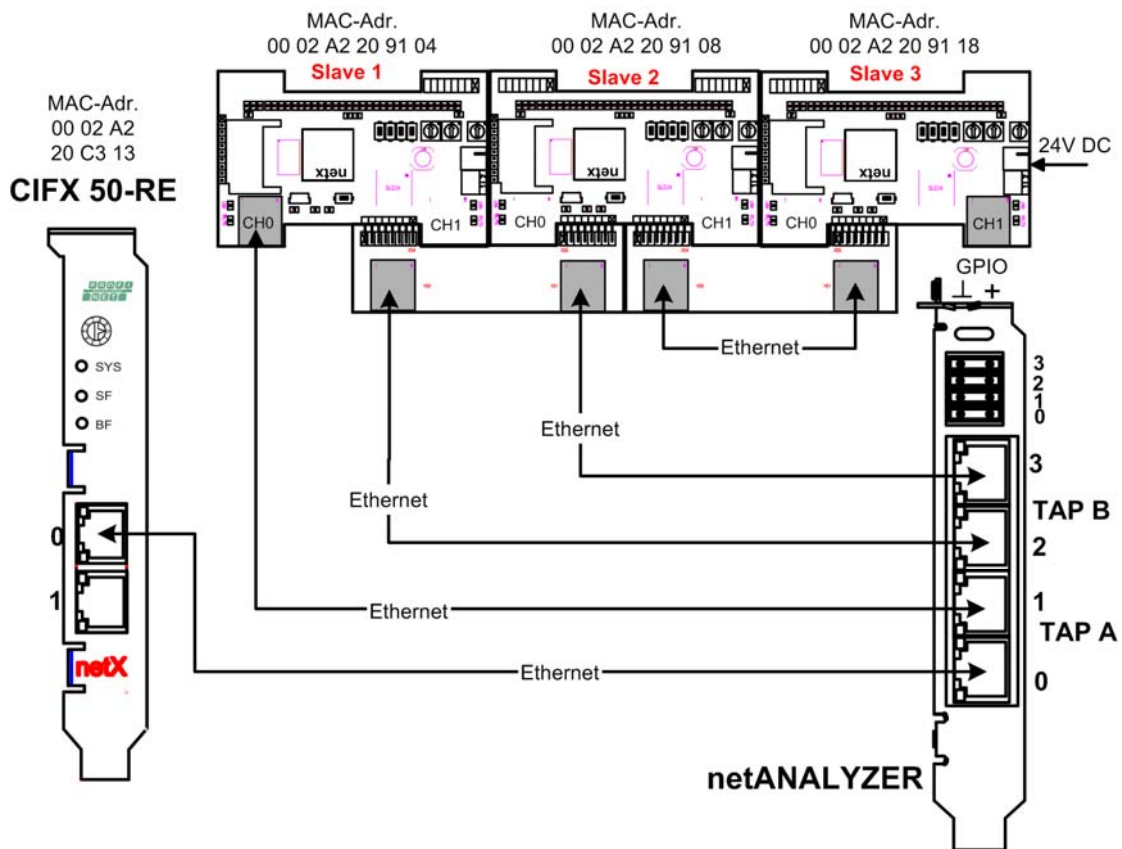 MAC-Adr.
00 02 A2 20 91 04
Slave 1
MAC-Adr.
00 02 A2 20 91 08
Slave 2
MAC-Adr.
00 02 A2 20 91 18
Slave 3
MAC-Adr.
00 02 A2
20 C3 13
CIFX 50-RE
24V DC
netx
netx
netx
CH0
CH1
CH0
CH1
CH0
CH1
GPIO
+
PROFI
NET
SYS
SF
BF
0
1
netX
Ethernet
Ethernet
Ethernet
Ethernet
Ethernet
3
2
1
0
3
TAP B
2
1
TAP A
0
netANALYZER